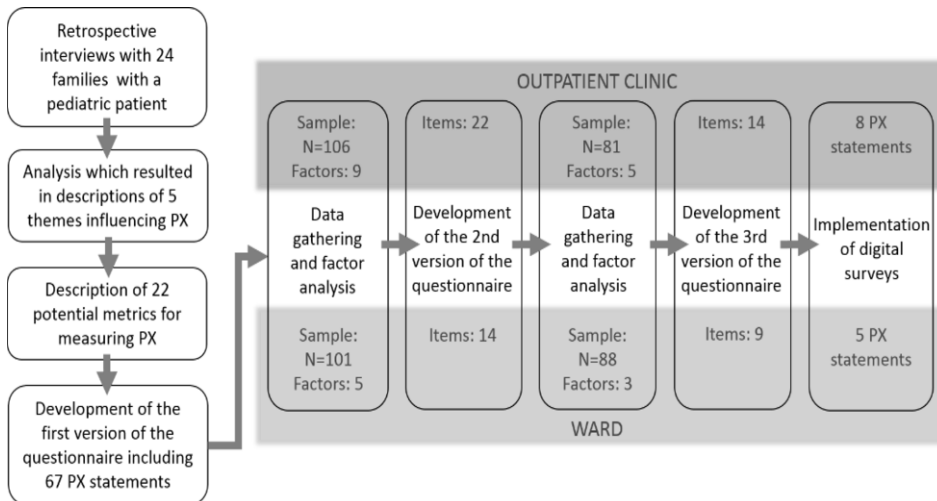 Retrospective
interviews with 24
families with a
pediatric patient
Analysis which resulted
in descriptions of 5
themes influencing PX
Description of 22
potential metrics for
measuring PX
Development of the
first version of the
questionnaire including
67 PX statements
OUTPATIENT CLINIC
Sample:
N=106
Factors: 9
Data
gathering
and factor
analysis
Sample:
N=101
Factors: 5
Items: 22
Development
of the 2nd
version of the
questionnaire
Items: 14
Sample:
N=81
Factors: 5
Data
gathering
and factor
analysis
Sample:
N=88
Factors: 3
Items: 14
Development
of the 3rd
version of the
questionnaire
Items: 9
8 PX
statements
Implementation
of digital
surveys
5 PX
statements
WARD